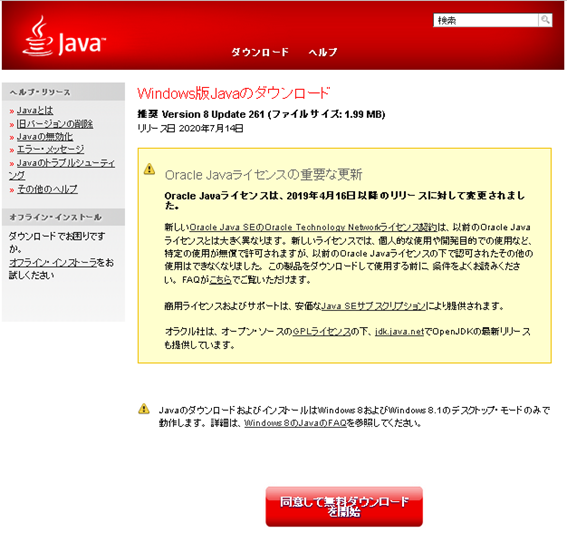 Java™
検索
ダウンロード ヘルプ
ヘルプ・リソース
» Javaとは
» 旧バージョンの削除
» Javaの無効化
» エラー・メッセージ
» Javaのトラブルシューティ
ング
» その他のヘルプ
オフライン・インストール
ダウンロードでお困りです
か。
オフライン・インストーラをお
試しください
Windows版Javaのダウンロード
推奨 Version 8 Update 261 (ファイルサイズ: 1.99 MB)
リリース日 2020年7月14日
Oracle Javaライセンスの重要な更新
Oracle Javaライセンスは、2019年4月16日以降のリリースに対して変更されまし
た。
新しいOracle Java SEのOracle Technology Networkライセンス契約は、以前のOracle Java
ライセンスとは大きく異なります。新しいライセンスでは、個人的な使用や開発目的での使用など、
特定の使用が無償で許可されますが、以前のOracle Javaライセンスの下で認可されたその他の
使用はできなくなりました。この製品をダウンロードして使用する前に、条件をよくお読みくださ
い。FAQがこちらでご覧いただけます。
商用ライセンスおよびサポートは、安価なJava SEサブスクリプションにより提供されます。
オラクル社は、オープン・ソースのGPLライセンスの下、jdk.java.netでOpenJDKの最新リリース
も提供しています。
JavaのダウンロードおよびインストールはWindows 8およびWindows 8.1のデスクトップ・モードのみで
動作します。詳細は、Windows 8のJavaのFAQを参照してください。
同意して無料ダウンロード
を開始